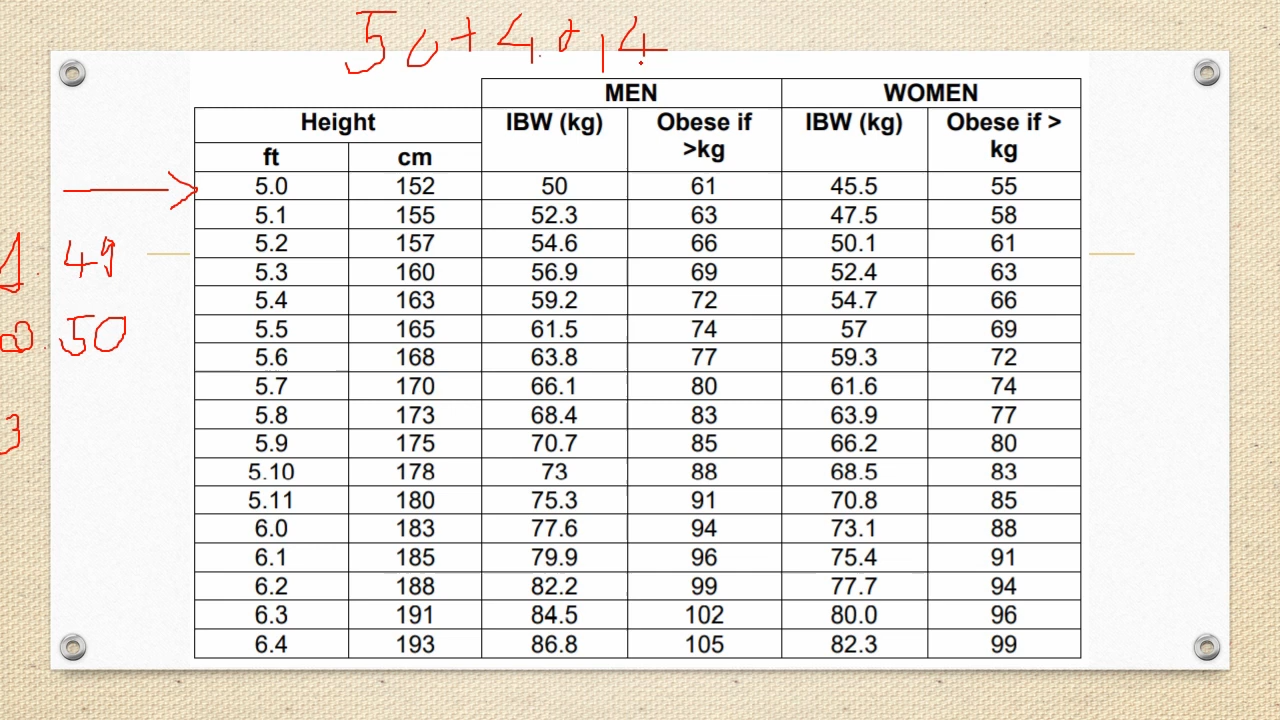 50+4.
MEN WOMEN
Height IBW (kg) Obese if >kg IBW (kg) Obese if > kg
ft cm
5.0 152 50 61 45.5 55
5.1 155 52.3 63 47.5 58
5.2 157 54.6 66 50.1 61
5.3 160 56.9 69 52.4 63
5.4 163 59.2 72 54.7 66
5.5 165 61.5 74 57 69
5.6 168 63.8 77 59.3 72
5.7 170 66.1 80 61.6 74
5.8 173 68.4 83 63.9 77
5.9 175 70.7 85 66.2 80
5.10 178 73 88 68.5 83
5.11 180 75.3 91 70.8 85
6.0 183 77.6 94 73.1 88
6.1 185 79.9 96 75.4 91
6.2 188 82.2 99 77.7 94
6.3 191 84.5 102 80.0 96
6.4 193 86.8 105 82.3 99
49
50
3